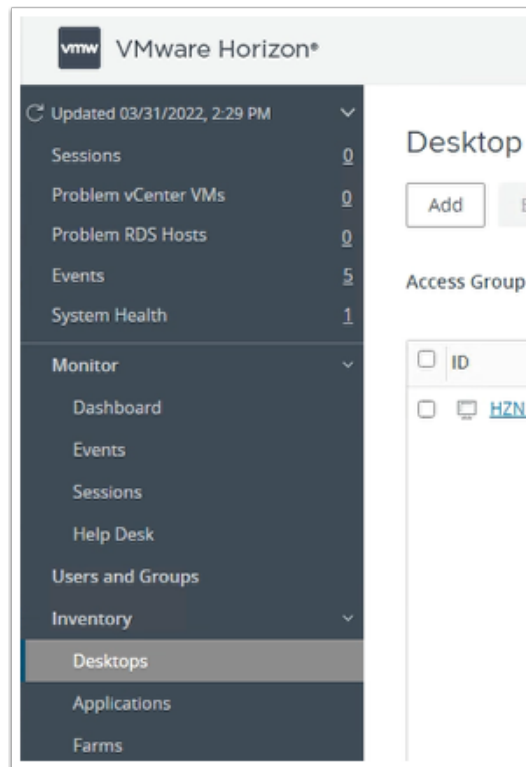 vmw VMware Horizon®
Updated 03/31/2022, 2:29 PM
Sessions 0
Problem vCenter VMs 0
Problem RDS Hosts 0
Events 5
System Health 1
Monitor
Dashboard
Events
Sessions
Help Desk
Users and Groups
Inventory
Desktops
Applications
Farms
Desktop
Add
Access Group
ID
HZN